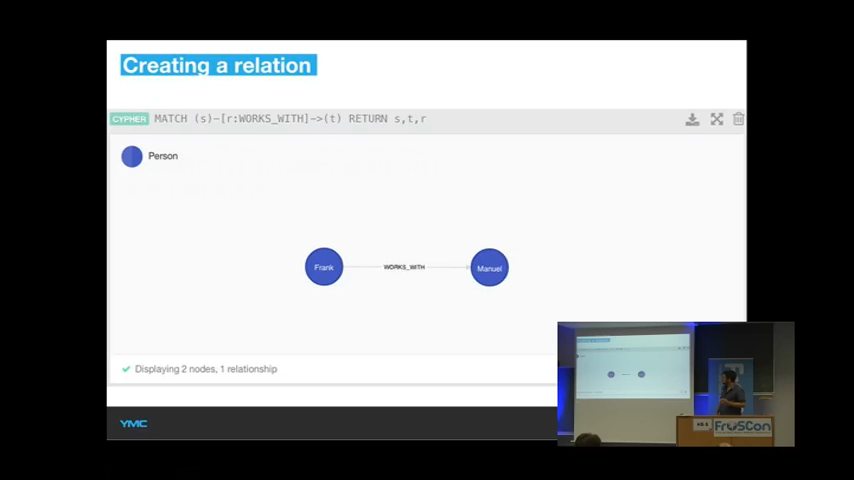 Creating a relation
CYPHER MATCH (s)-[r:WORKS_WITH]->(t) RETURN s,t,r
Person
Frank WORKS_WITH Manuel
Displaying 2 nodes, 1 relationship
YMC
FrOSCon